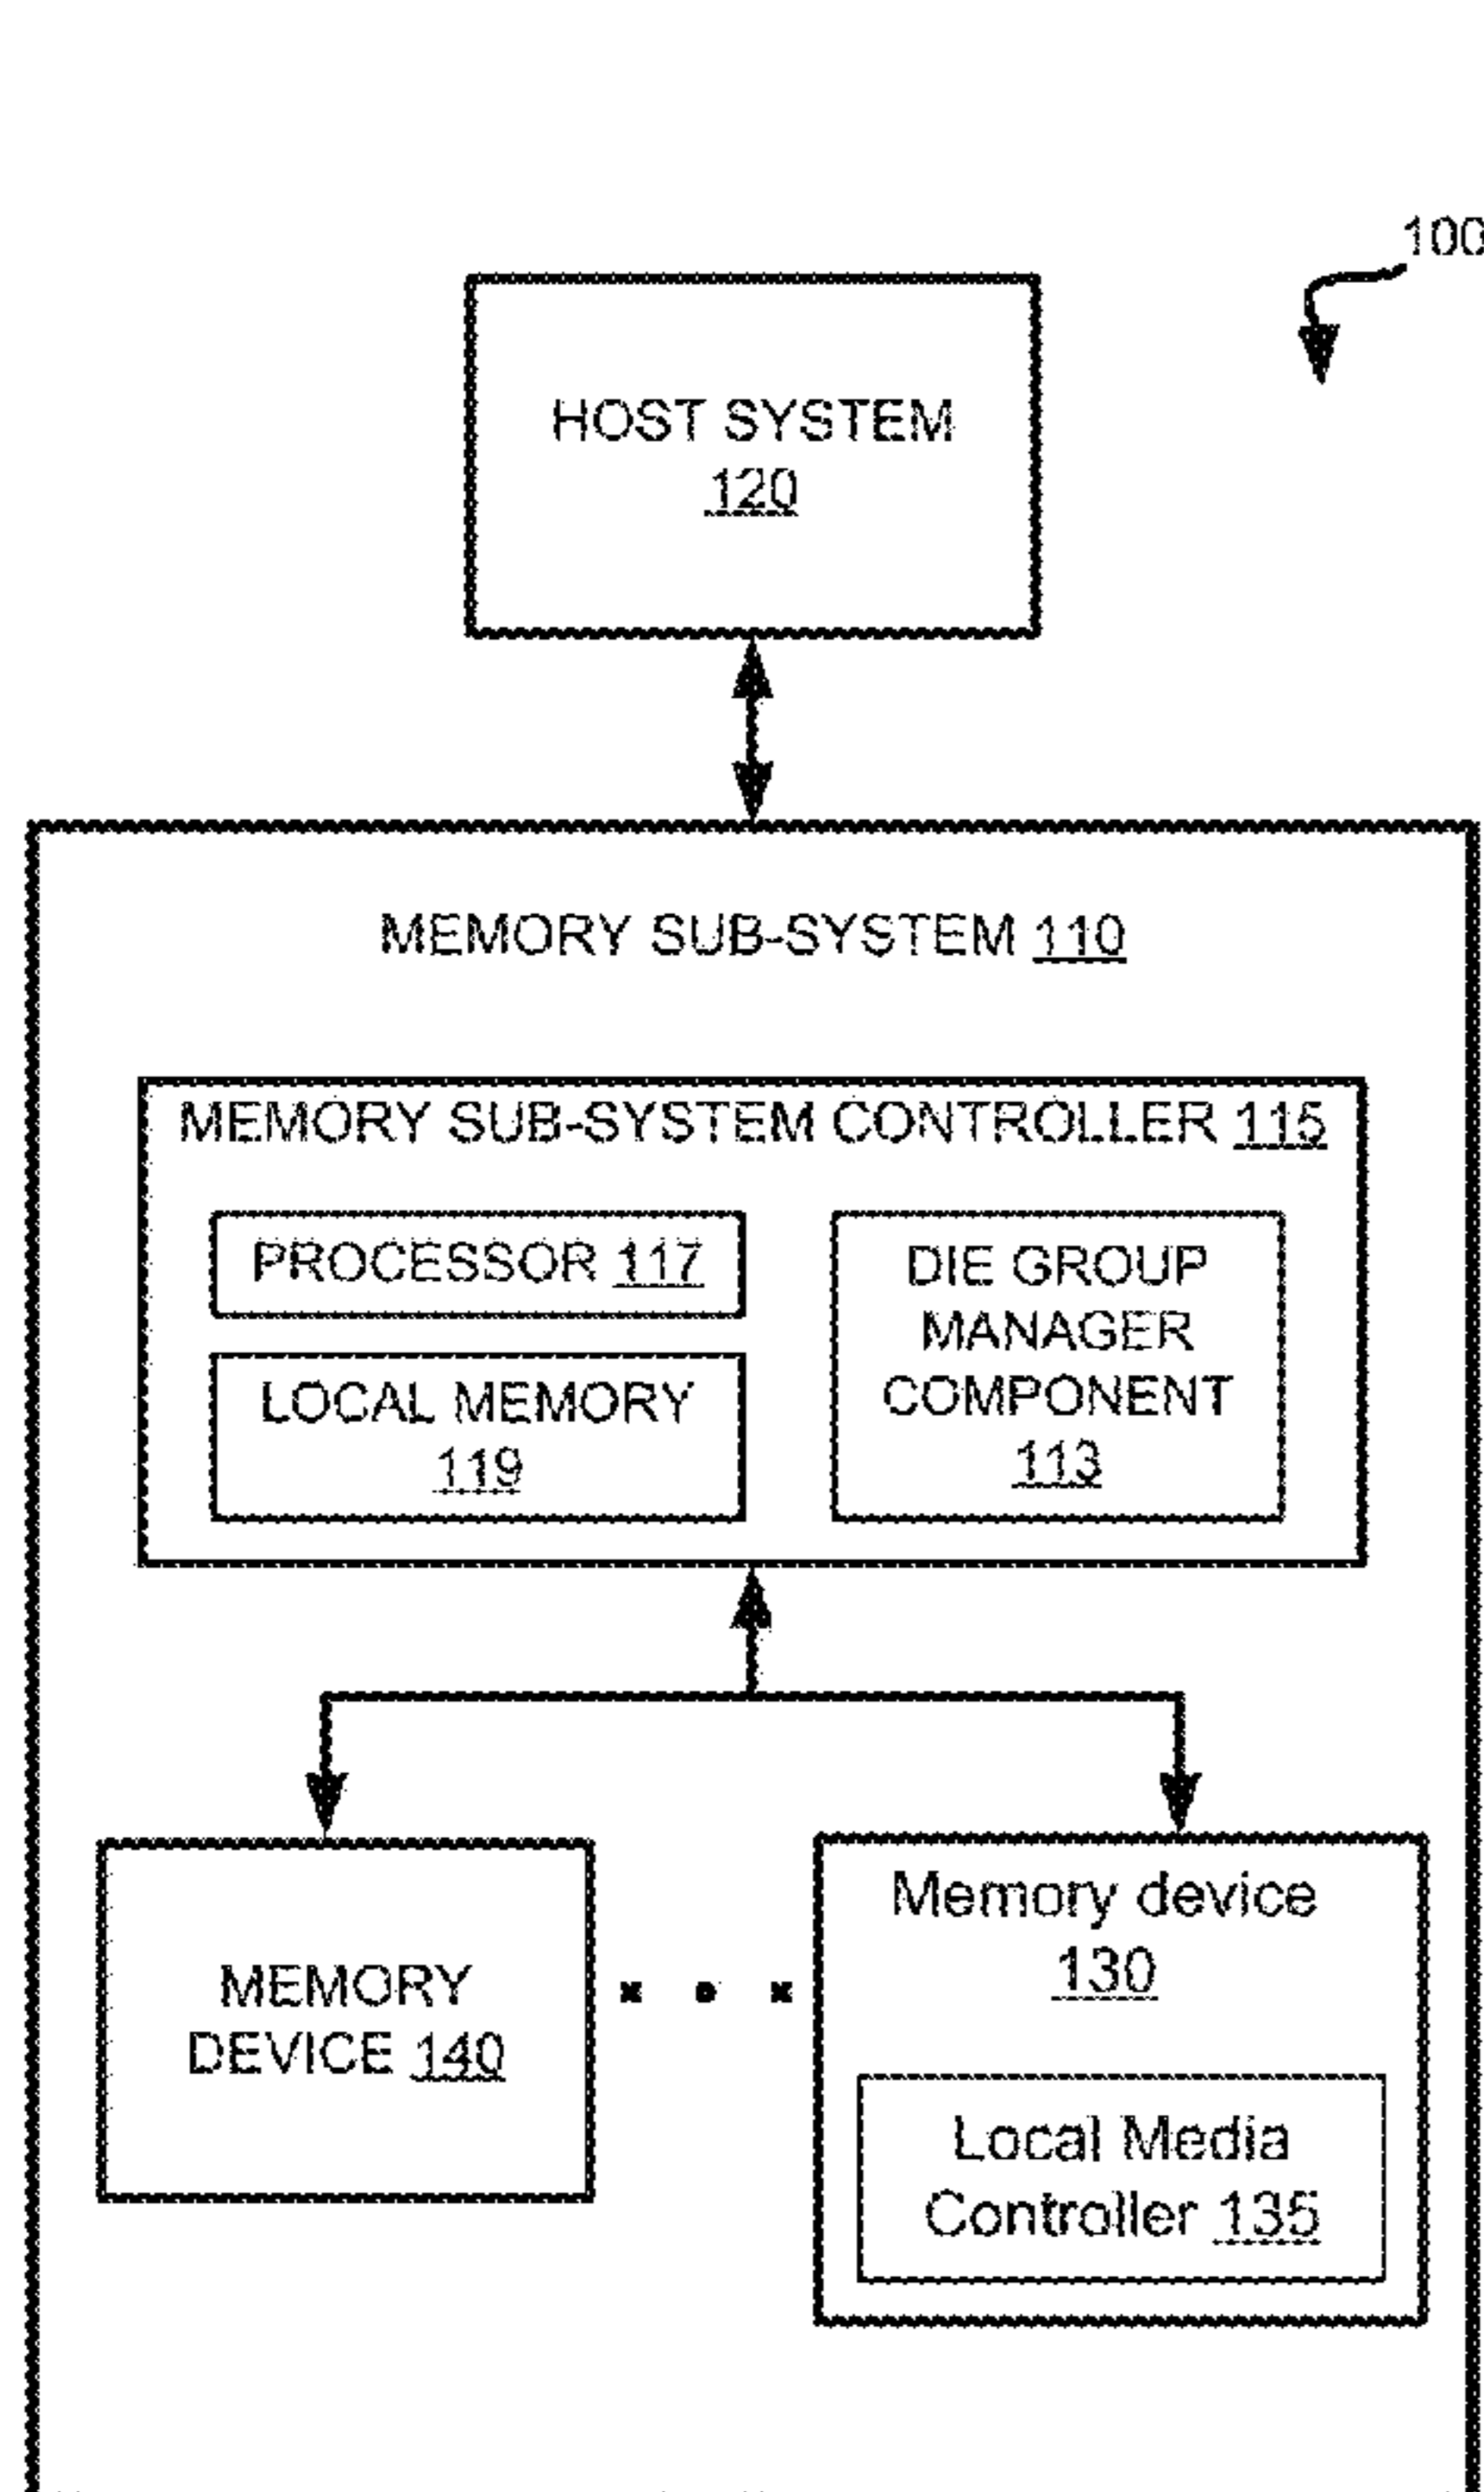 100
HOST SYSTEM
120
MEMORY SUB-SYSTEM 110
MEMORY SUB-SYSTEM CONTROLLER 115
PROCESSOR 117
LOCAL MEMORY
119
DIE GROUP
MANAGER
COMPONENT
113
MEMORY
DEVICE 140
Memory device
130
Local Media
Controller 135